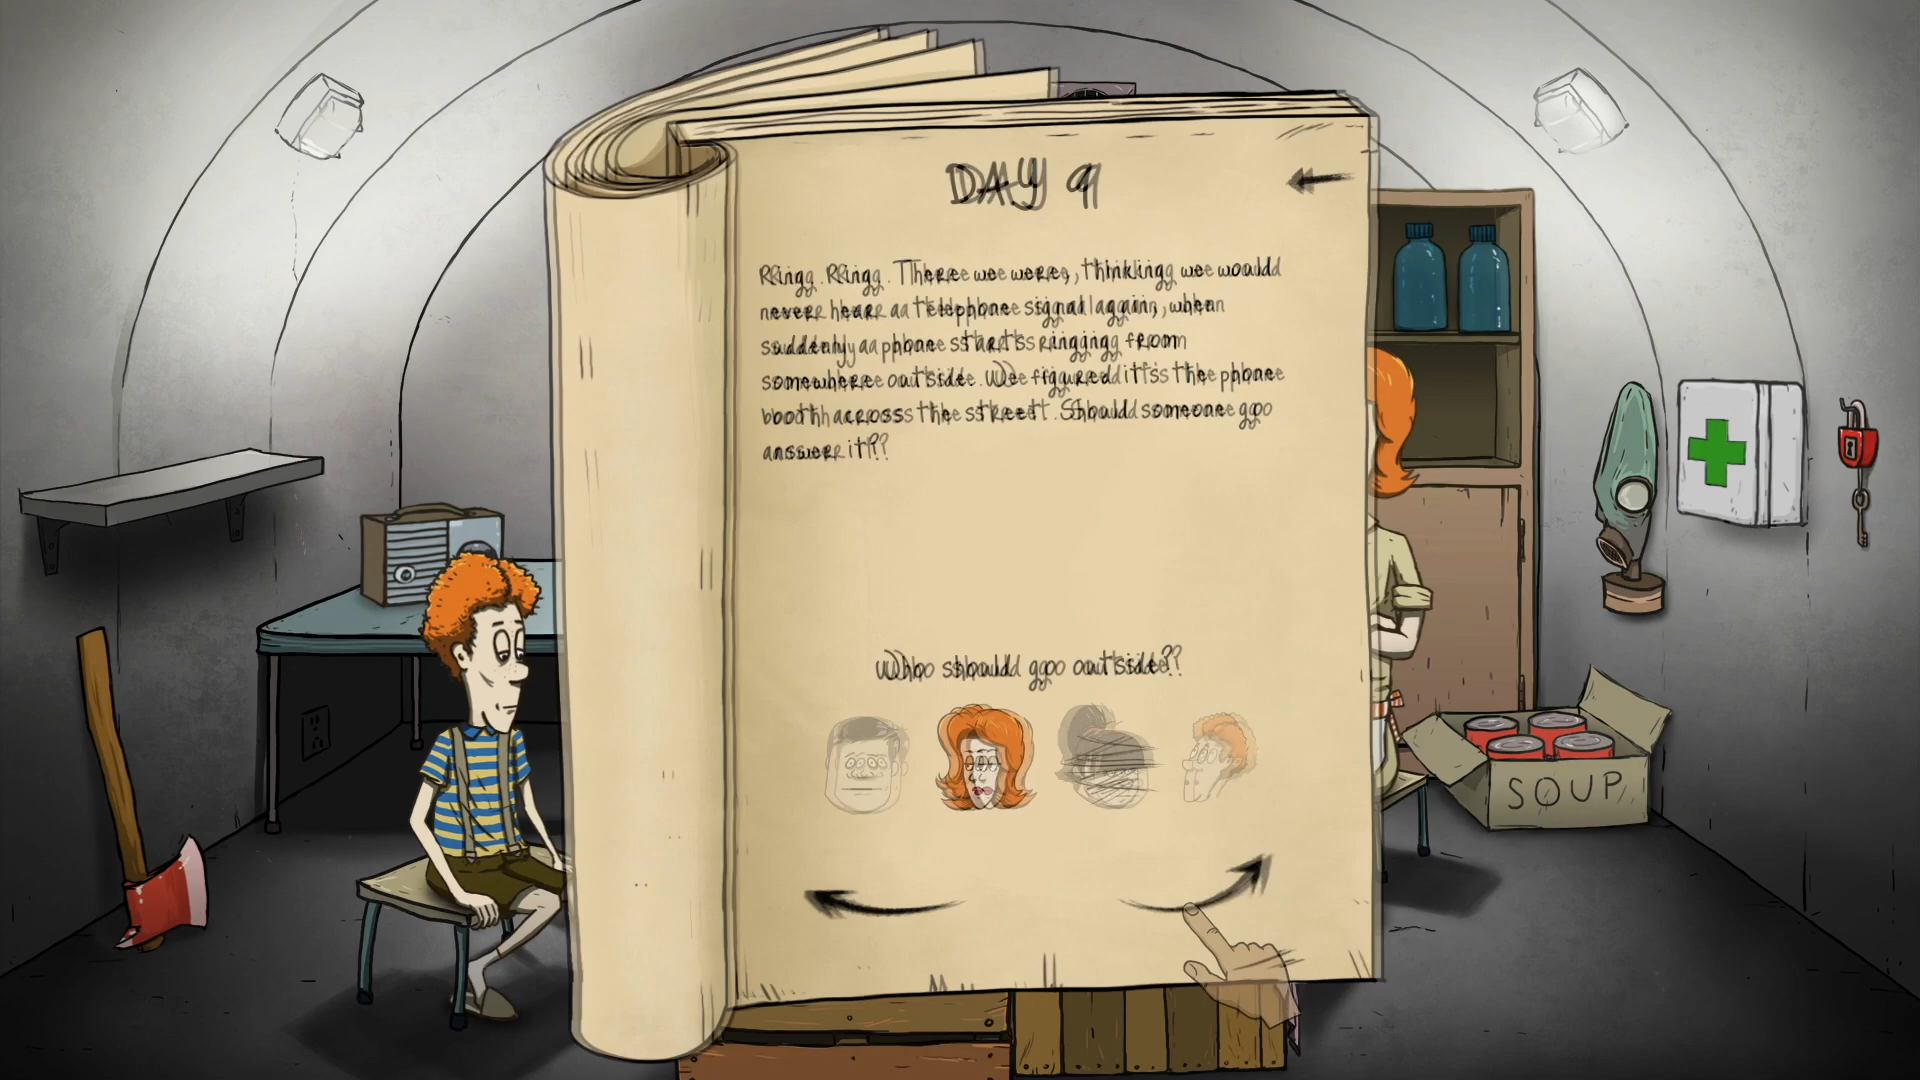 DAY 9
Ring. Ring. There we were, thinking we would
never hear a telephone signal again, when
suddenly a phone starts ringing from
somewhere outside. We figured it's the phone
booth across the street. Should someone go
answer it?
Who should go outside?
SOUP